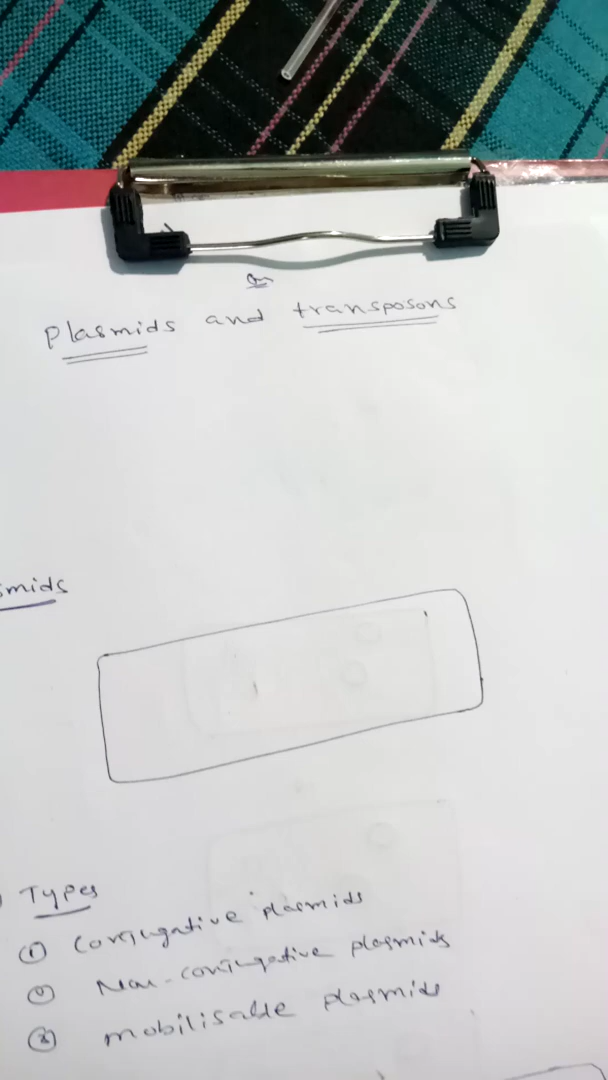 Plasmids and transposons
smids
Types
① Conjugative plasmids
② Non-conjugative plasmids
③ mobilisable plasmids